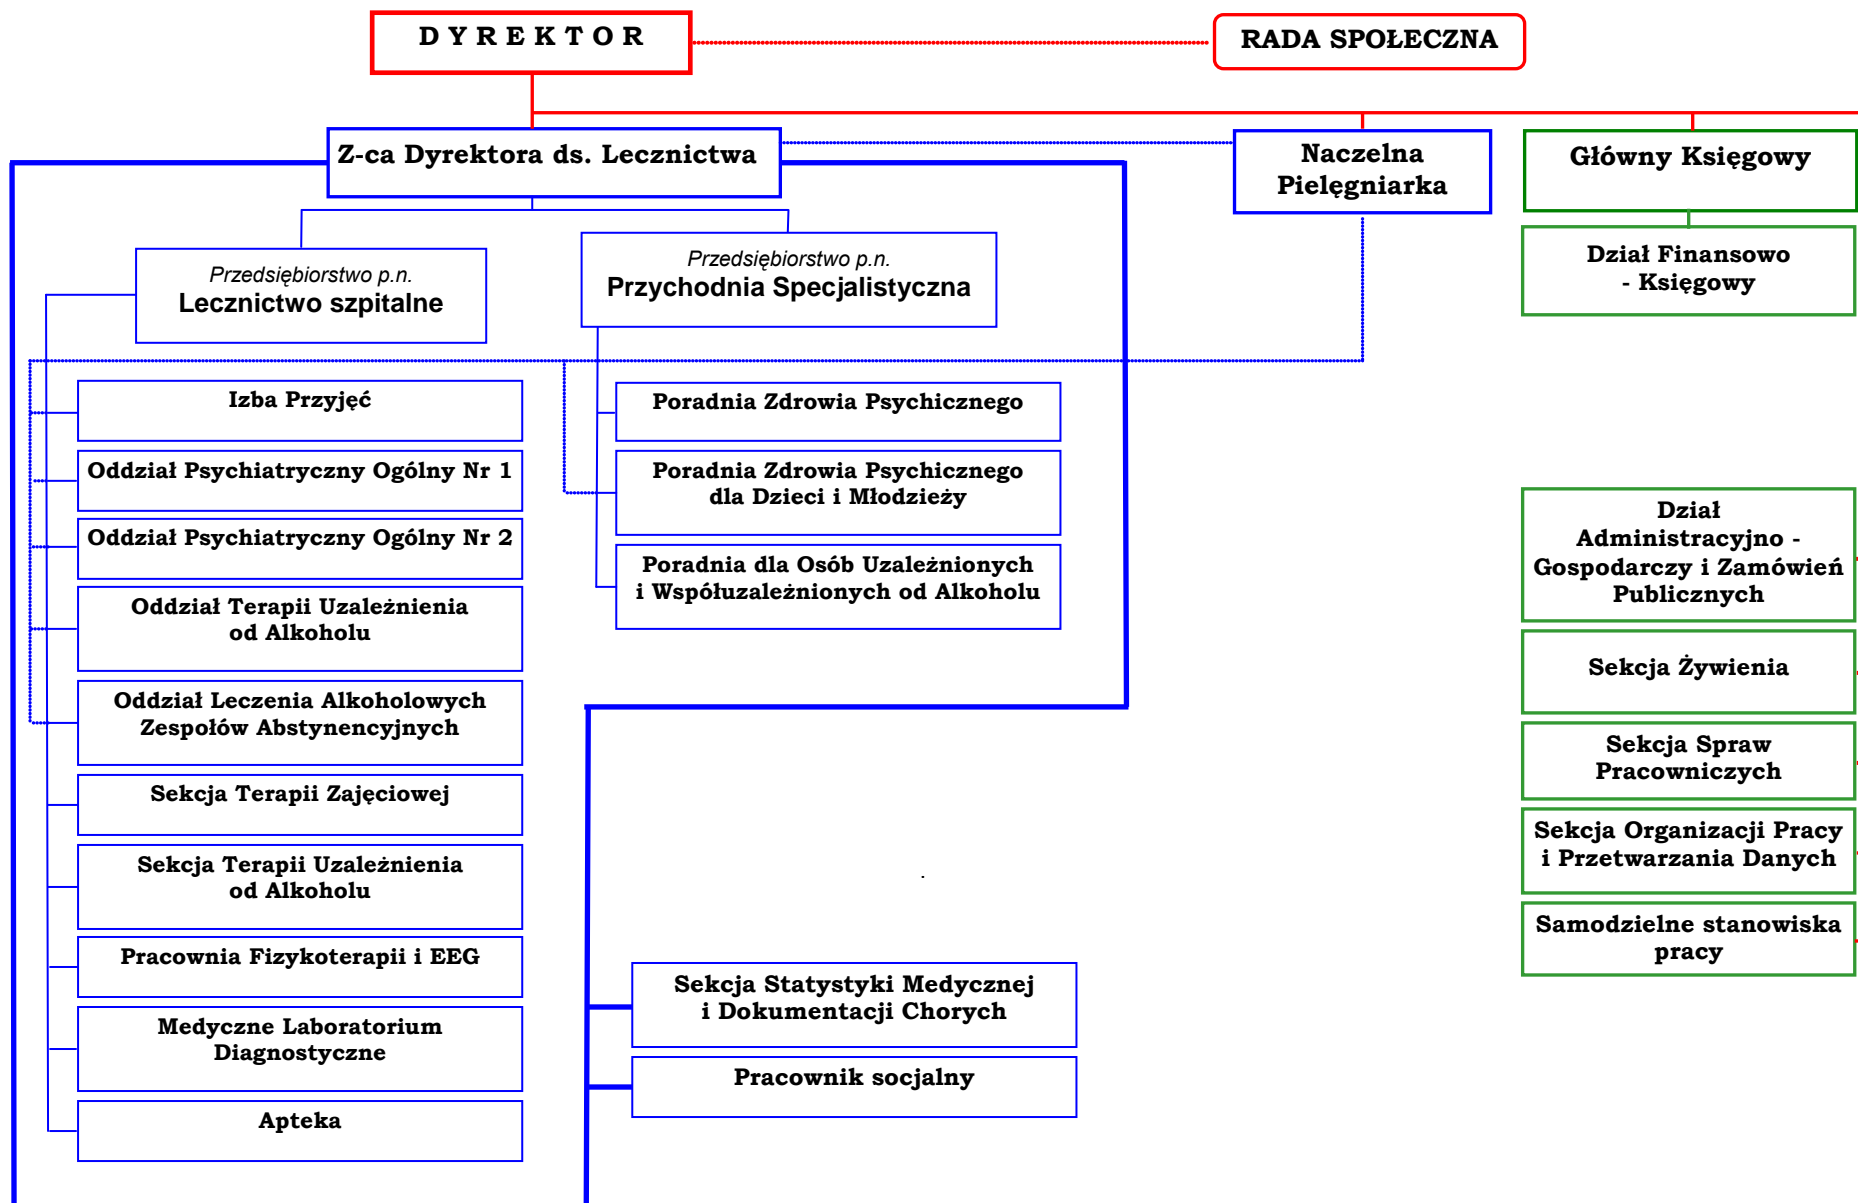 D Y R E K T O R
RADA SPOŁECZNA
Z-ca Dyrektora ds. Lecznictwa
Naczelna
Pielęgniarka
Główny Księgowy
Przedsiębiorstwo p.n.
Lecznictwo szpitalne
Przedsiębiorstwo p.n.
Przychodnia Specjalistyczna
Dział Finansowo
- Księgowy
Izba Przyjęć
Oddział Psychiatryczny Ogólny Nr 1
Oddział Psychiatryczny Ogólny Nr 2
Oddział Terapii Uzależnienia
od Alkoholu
Oddział Leczenia Alkoholowych
Zespołów Abstynencyjnych
Sekcja Terapii Zajęciowej
Sekcja Terapii Uzależnienia
od Alkoholu
Pracownia Fizykoterapii i EEG
Medyczne Laboratorium
Diagnostyczne
Apteka
Poradnia Zdrowia Psychicznego
Poradnia Zdrowia Psychicznego
dla Dzieci i Młodzieży
Poradnia dla Osób Uzależnionych
i Współuzależnionych od Alkoholu
.
Sekcja Statystyki Medycznej
i Dokumentacji Chorych
Pracownik socjalny
Dział
Administracyjno -
Gospodarczy i Zamówień
Publicznych
Sekcja Żywienia
Sekcja Spraw
Pracowniczych
Sekcja Organizacji Pracy
i Przetwarzania Danych
Samodzielne stanowiska
pracy